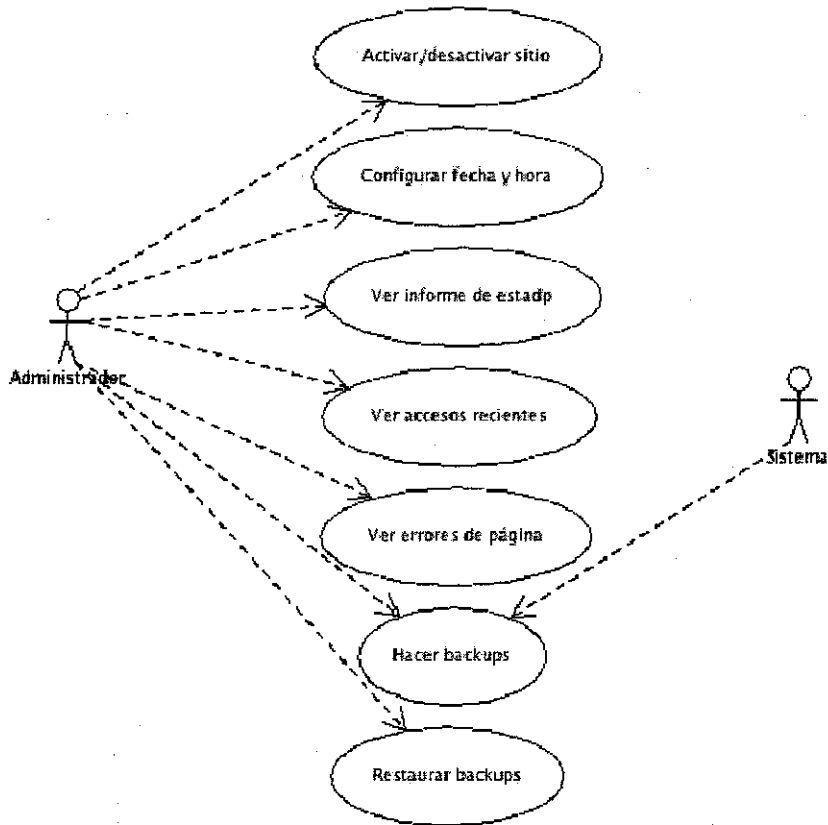 Activar/desactivar sitio
Configurar fecha y hora
Ver informe de estadp
Administrador
Ver accesos recientes
Sistema
Ver errores de página
Hacer backups
Restaurar backups